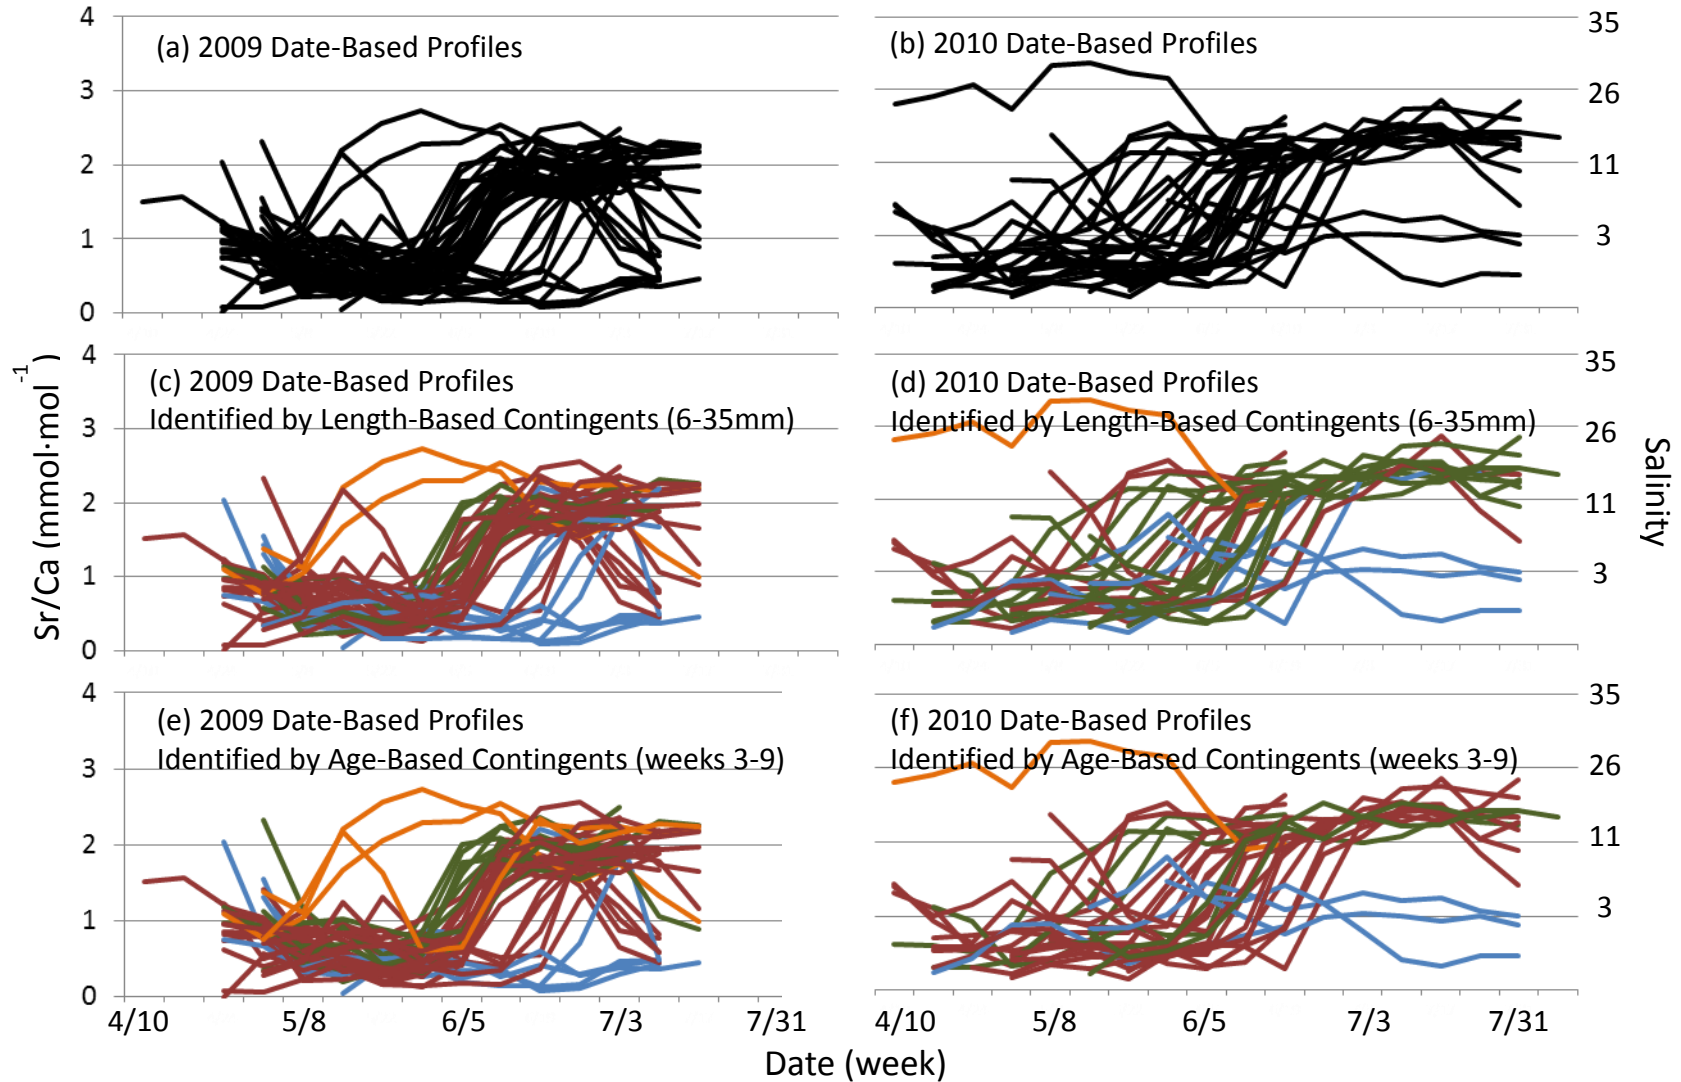 4
3
2
1
0
(a) 2009 Date-Based Profiles
(b) 2010 Date-Based Profiles
35
26
11
3
4
3
2
1
0
(c) 2009 Date-Based Profiles
Identified by Length-Based Contingents (6-35mm)
(d) 2010 Date-Based Profiles
Identified by Length-Based Contingents (6-35mm)
35
26
11
3
Sr/Ca (mmol·mol⁻¹)
Salinity
4
3
2
1
0
(e) 2009 Date-Based Profiles
Identified by Age-Based Contingents (weeks 3-9)
(f) 2010 Date-Based Profiles
Identified by Age-Based Contingents (weeks 3-9)
35
26
11
3
4/10 5/8 6/5 7/3 7/31
4/10 5/8 6/5 7/3 7/31
Date (week)